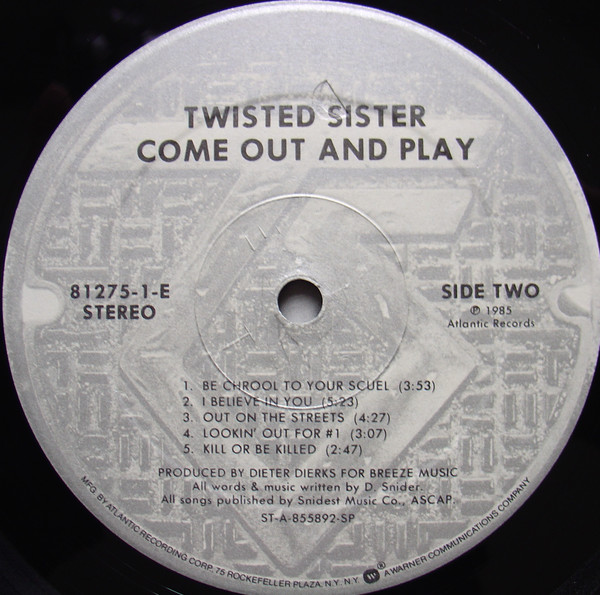 TWISTED SISTER
COME OUT AND PLAY
81275-1-E
STEREO
SIDE TWO
℗ 1985
Atlantic Records
1. BE CHROOL TO YOUR SCUEL (3:53)
2. I BELIEVE IN YOU (5:23)
3. OUT ON THE STREETS (4:27)
4. LOOKIN' OUT FOR #1 (3:07)
5. KILL OR BE KILLED (2:47)
PRODUCED BY DIETER DIERKS FOR BREEZE MUSIC
All words & music written by D. Snider.
All songs published by Snidest Music Co., ASCAP.
ST-A-855892-SP
MFG. BY ATLANTIC RECORDING CORP. 75 ROCKEFELLER PLAZA, N.Y. N.Y. ® A WARNER COMMUNICATIONS COMPANY